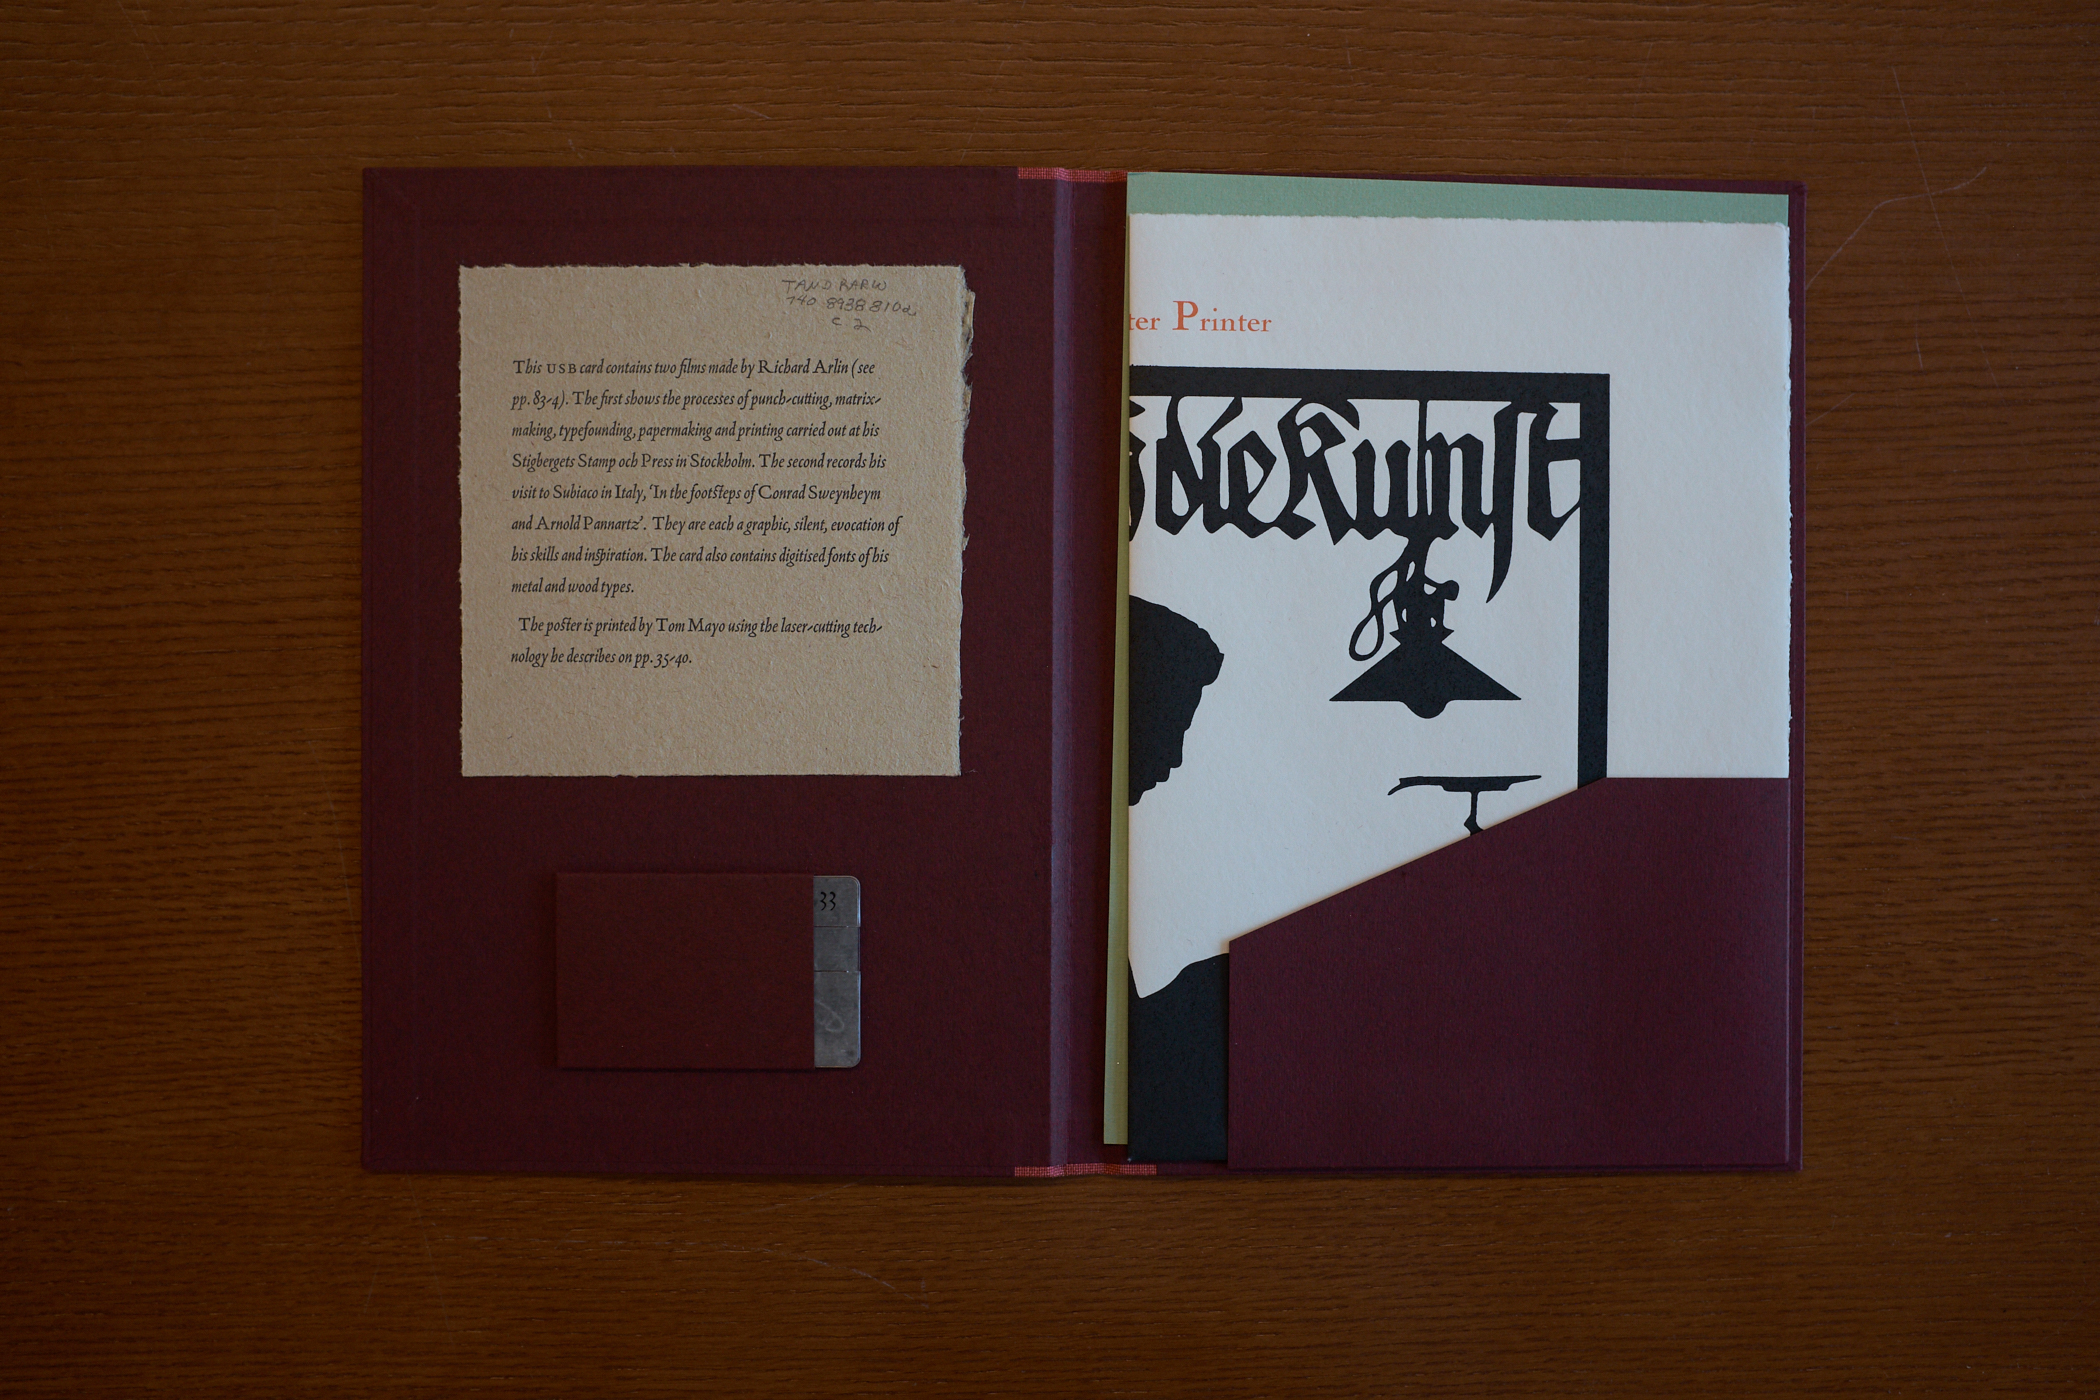 TAND RARW
740 8938 810a
c 2
This USB card contains two films made by Richard Arlin (see
pp. 83-4). The first shows the processes of punch-cutting, matrix-
making, typefounding, papermaking and printing carried out at his
Stigbergets Stamp och Press in Stockholm. The second records his
visit to Subiaco in Italy, ‘In the footsteps of Conrad Sweynheym
and Arnold Pannartz’. They are each a graphic, silent, evocation of
his skills and inspiration. The card also contains digitised fonts of his
metal and wood types.
The poster is printed by Tom Mayo using the laser-cutting tech-
nology he describes on pp. 35-40.
33
ter Printer
die Kunst